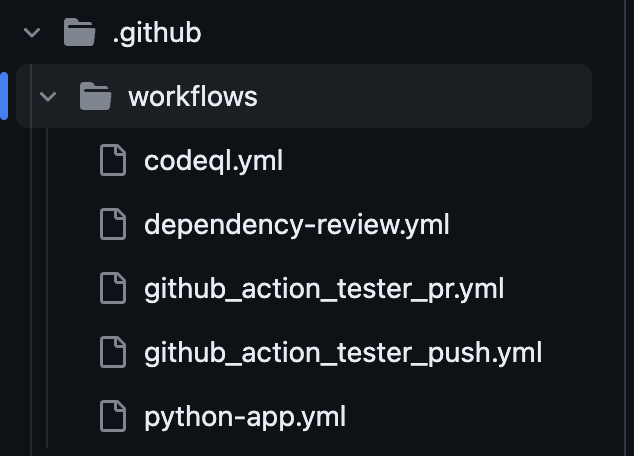 .github
workflows
codeql.yml
dependency-review.yml
github_action_tester_pr.yml
github_action_tester_push.yml
python-app.yml